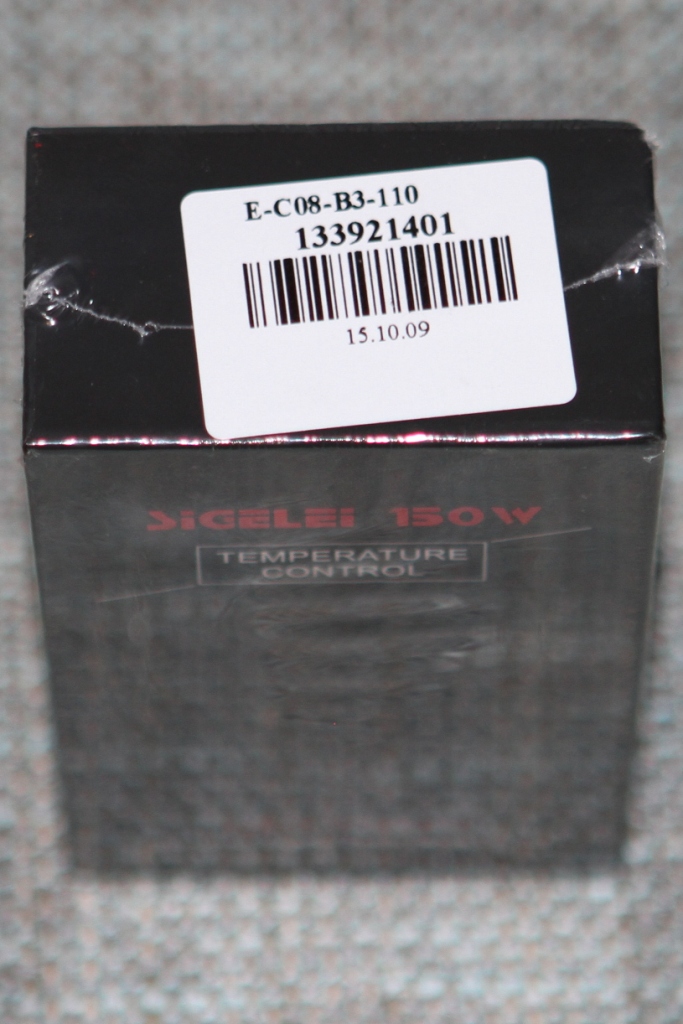 E-C08-B3-110
133921401
15.10.09
SIGELEI 150W
TEMPERATURE
CONTROL